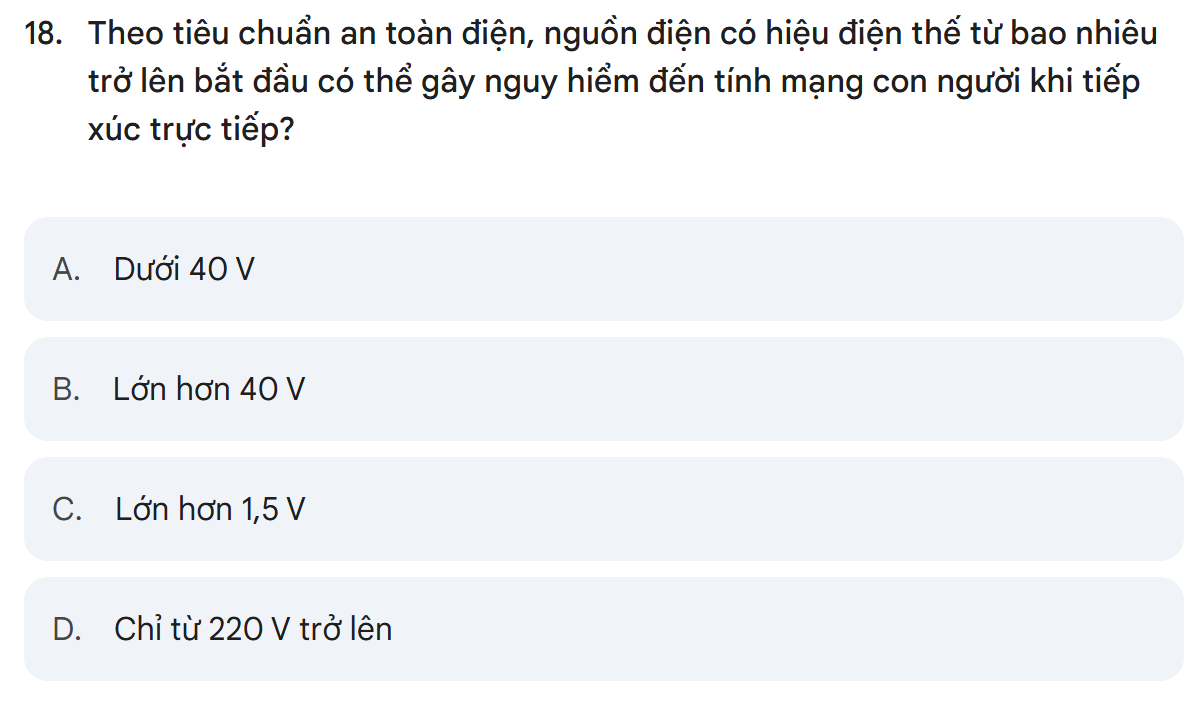 18. Theo tiêu chuẩn an toàn điện, nguồn điện có hiệu điện thế từ bao nhiêu
trở lên bắt đầu có thể gây nguy hiểm đến tính mạng con người khi tiếp
xúc trực tiếp?
A. Dưới 40 V
B. Lớn hơn 40 V
C. Lớn hơn 1,5 V
D. Chỉ từ 220 V trở lên